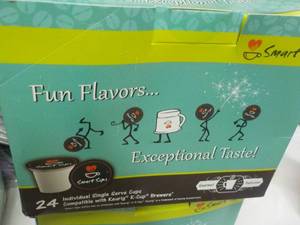 Smart
Fun Flavors...
Exceptional Taste!
Smart Cups
24 Individual Single Serve Cups
Compatible with Keurig® K-Cup® Brewers*